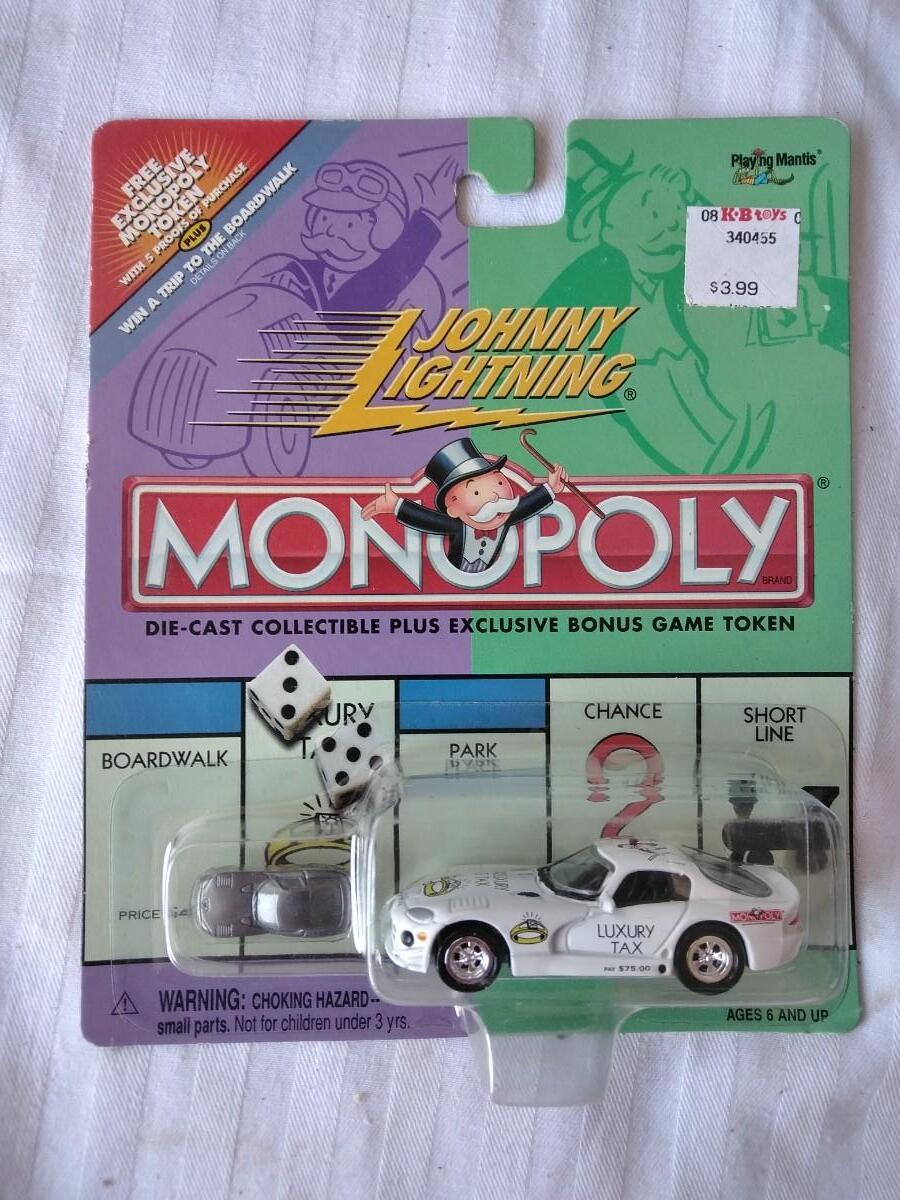 FREE
EXCLUSIVE
MONOPOLY
TOKEN
WITH 5 PROOFS OF PURCHASE
PLUS
WIN A TRIP TO THE BOARDWALK
DETAILS ON BACK
Playing Mantis®
08 K·B toys 0
340455
$3.99
JOHNNY
LIGHTNING®
MONOPOLY®
BRAND
DIE-CAST COLLECTIBLE PLUS EXCLUSIVE BONUS GAME TOKEN
BOARDWALK
PARK
CHANCE
SHORT
LINE
PRICE
LUXURY
TAX
LUXURY
TAX
PAY $75.00
MONOPOLY
WARNING: CHOKING HAZARD--
small parts. Not for children under 3 yrs.
AGES 6 AND UP